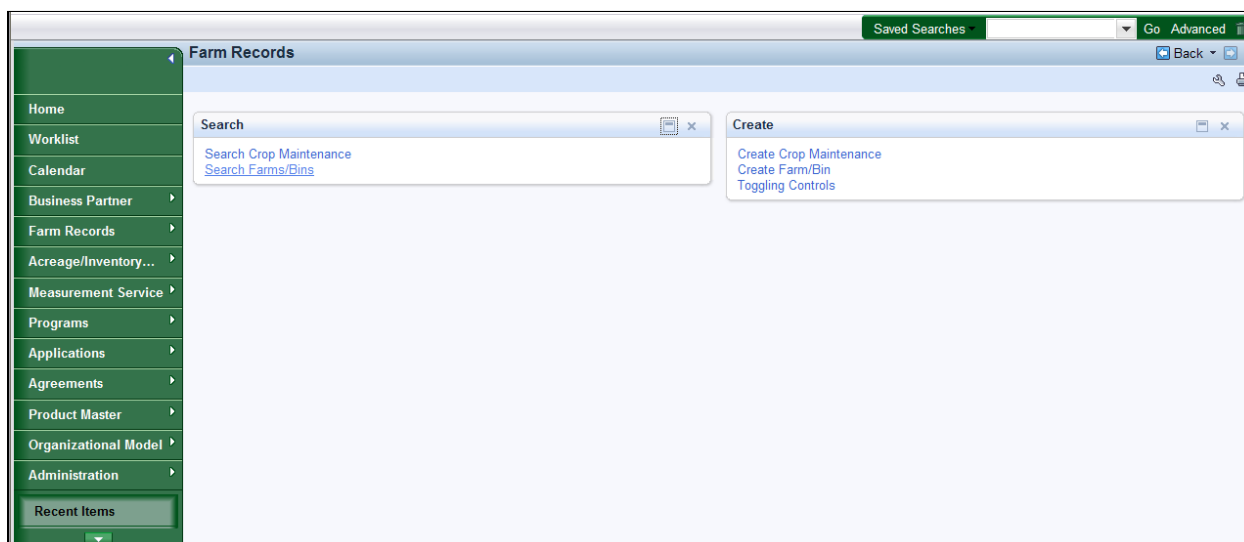 Saved Searches Go Advanced
Farm Records Back
Home
Worklist
Calendar
Business Partner
Farm Records
Acreage/Inventory...
Measurement Service
Programs
Applications
Agreements
Product Master
Organizational Model
Administration
Recent Items
Search
Search Crop Maintenance
Search Farms/Bins
Create
Create Crop Maintenance
Create Farm/Bin
Toggling Controls